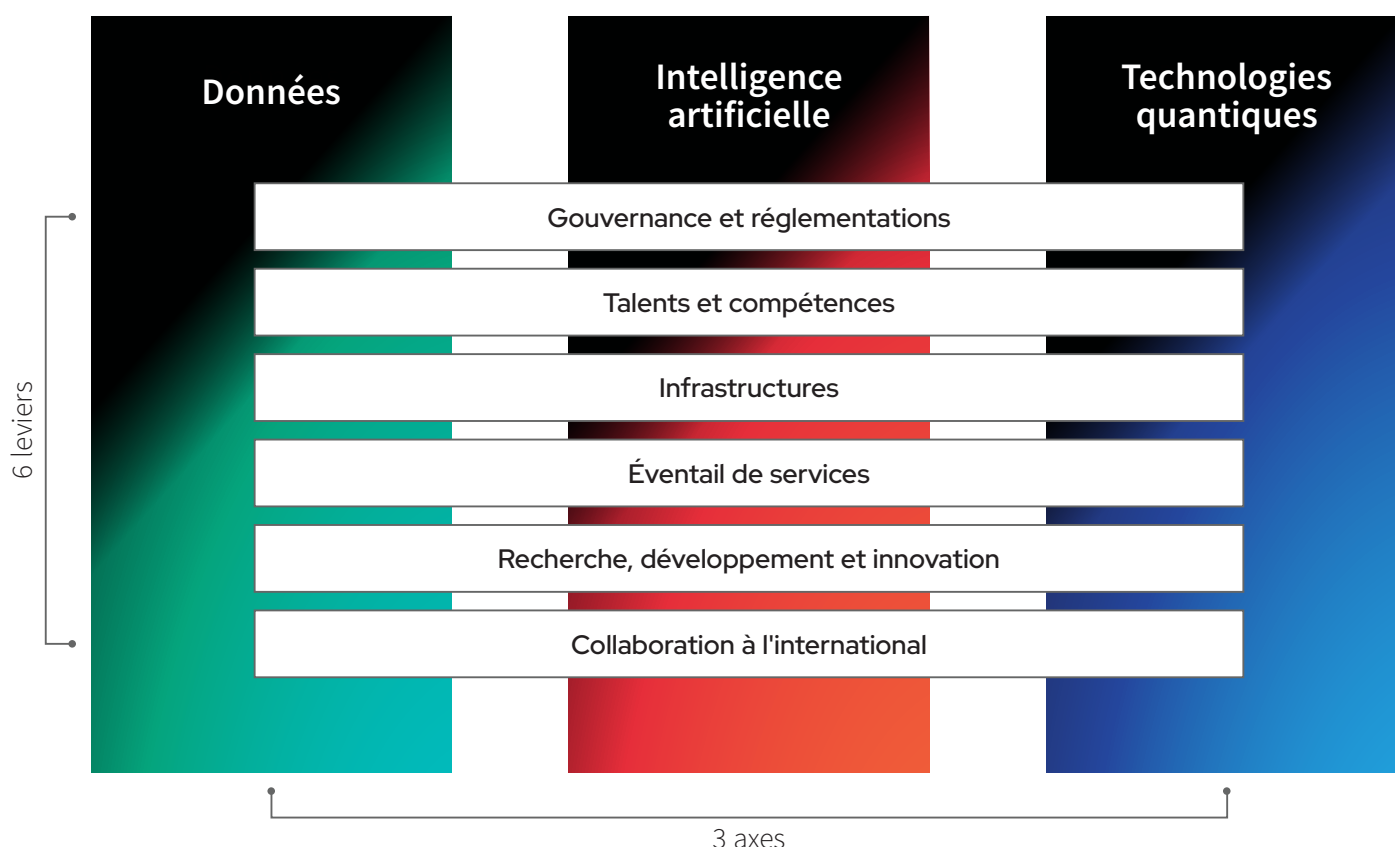 Données
Intelligence
artificielle
Technologies
quantiques
Gouvernance et réglementations
Talents et compétences
Infrastructures
Éventail de services
Recherche, développement et innovation
Collaboration à l'international
6 leviers
3 axes